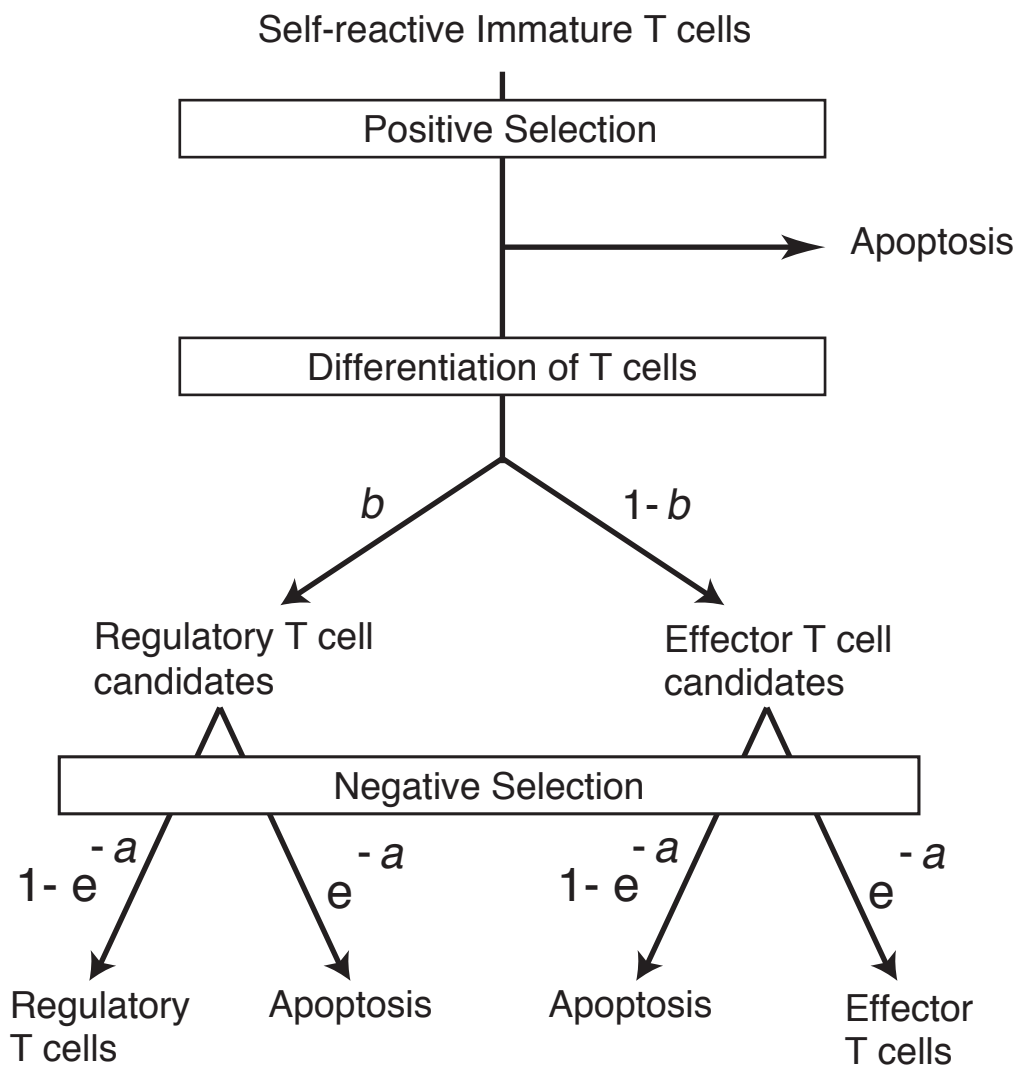 Self-reactive Immature T cells
Positive Selection
Apoptosis
Differentiation of T cells
b
1- b
Regulatory T cell
candidates
Effector T cell
candidates
Negative Selection
1- e - a
e - a
1- e - a
e - a
Regulatory
T cells
Apoptosis
Apoptosis
Effector
T cells